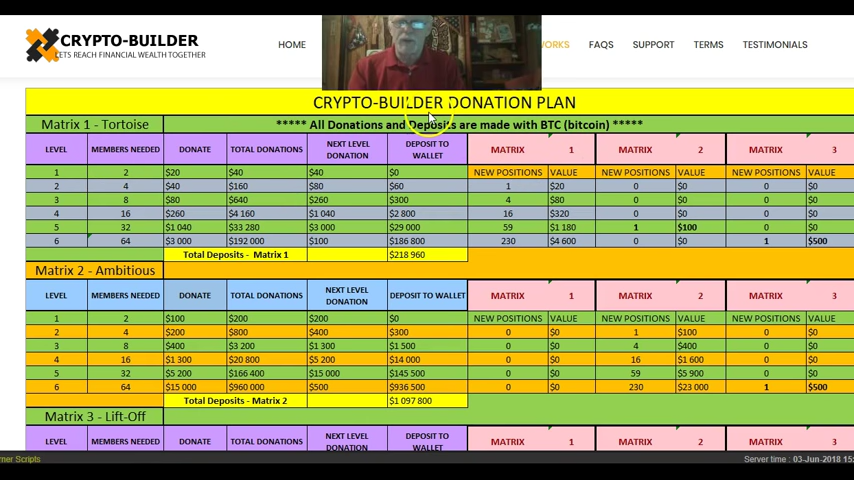 CRYPTO-BUILDER
LETS REACH FINANCIAL WEALTH TOGETHER
HOME WORKS FAQS SUPPORT TERMS TESTIMONIALS
CRYPTO-BUILDER DONATION PLAN
Matrix 1 - Tortoise ***** All Donations and Deposits are made with BTC (bitcoin) *****
LEVEL MEMBERS NEEDED DONATE TOTAL DONATIONS NEXT LEVEL DONATION DEPOSIT TO WALLET MATRIX 1 MATRIX 2 MATRIX 3
1 2 $20 $40 $40 $0 NEW POSITIONS VALUE NEW POSITIONS VALUE NEW POSITIONS VALUE
2 4 $40 $160 $80 $60 1 $20 0 $0 0 $0
3 8 $80 $640 $260 $300 4 $80 0 $0 0 $0
4 16 $260 $4 160 $1 040 $2 800 16 $320 0 $0 0 $0
5 32 $1 040 $33 280 $3 000 $29 000 59 $1 180 1 $100 0 $0
6 64 $3 000 $192 000 $100 $186 800 230 $4 600 0 $0 1 $500
Total Deposits - Matrix 1 $218 960
Matrix 2 - Ambitious
LEVEL MEMBERS NEEDED DONATE TOTAL DONATIONS NEXT LEVEL DONATION DEPOSIT TO WALLET MATRIX 1 MATRIX 2 MATRIX 3
1 2 $100 $200 $200 $0 NEW POSITIONS VALUE NEW POSITIONS VALUE NEW POSITIONS VALUE
2 4 $200 $800 $400 $300 0 $0 1 $100 0 $0
3 8 $400 $3 200 $1 300 $1 500 0 $0 4 $400 0 $0
4 16 $1 300 $20 800 $5 200 $14 000 0 $0 16 $1 600 0 $0
5 32 $5 200 $166 400 $15 000 $145 500 0 $0 59 $5 900 0 $0
6 64 $15 000 $960 000 $500 $936 500 0 $0 230 $23 000 1 $500
Total Deposits - Matrix 2 $1 097 800
Matrix 3 - Lift-Off
LEVEL MEMBERS NEEDED DONATE TOTAL DONATIONS NEXT LEVEL DONATION DEPOSIT TO WALLET MATRIX 1 MATRIX 2 MATRIX 3
Scripts Server time : 03-Jun-2018 15